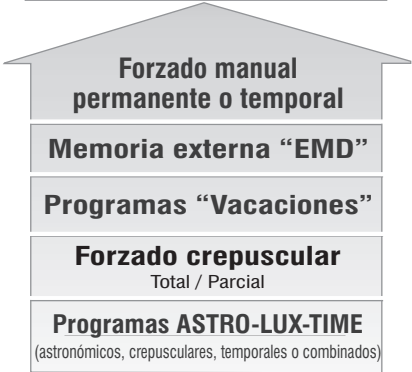 Forzado manual
permanente o temporal
Memoria externa “EMD”
Programas “Vacaciones”
Forzado crepuscular
Total / Parcial
Programas ASTRO-LUX-TIME
(astronómicos, crepusculares, temporales o combinados)